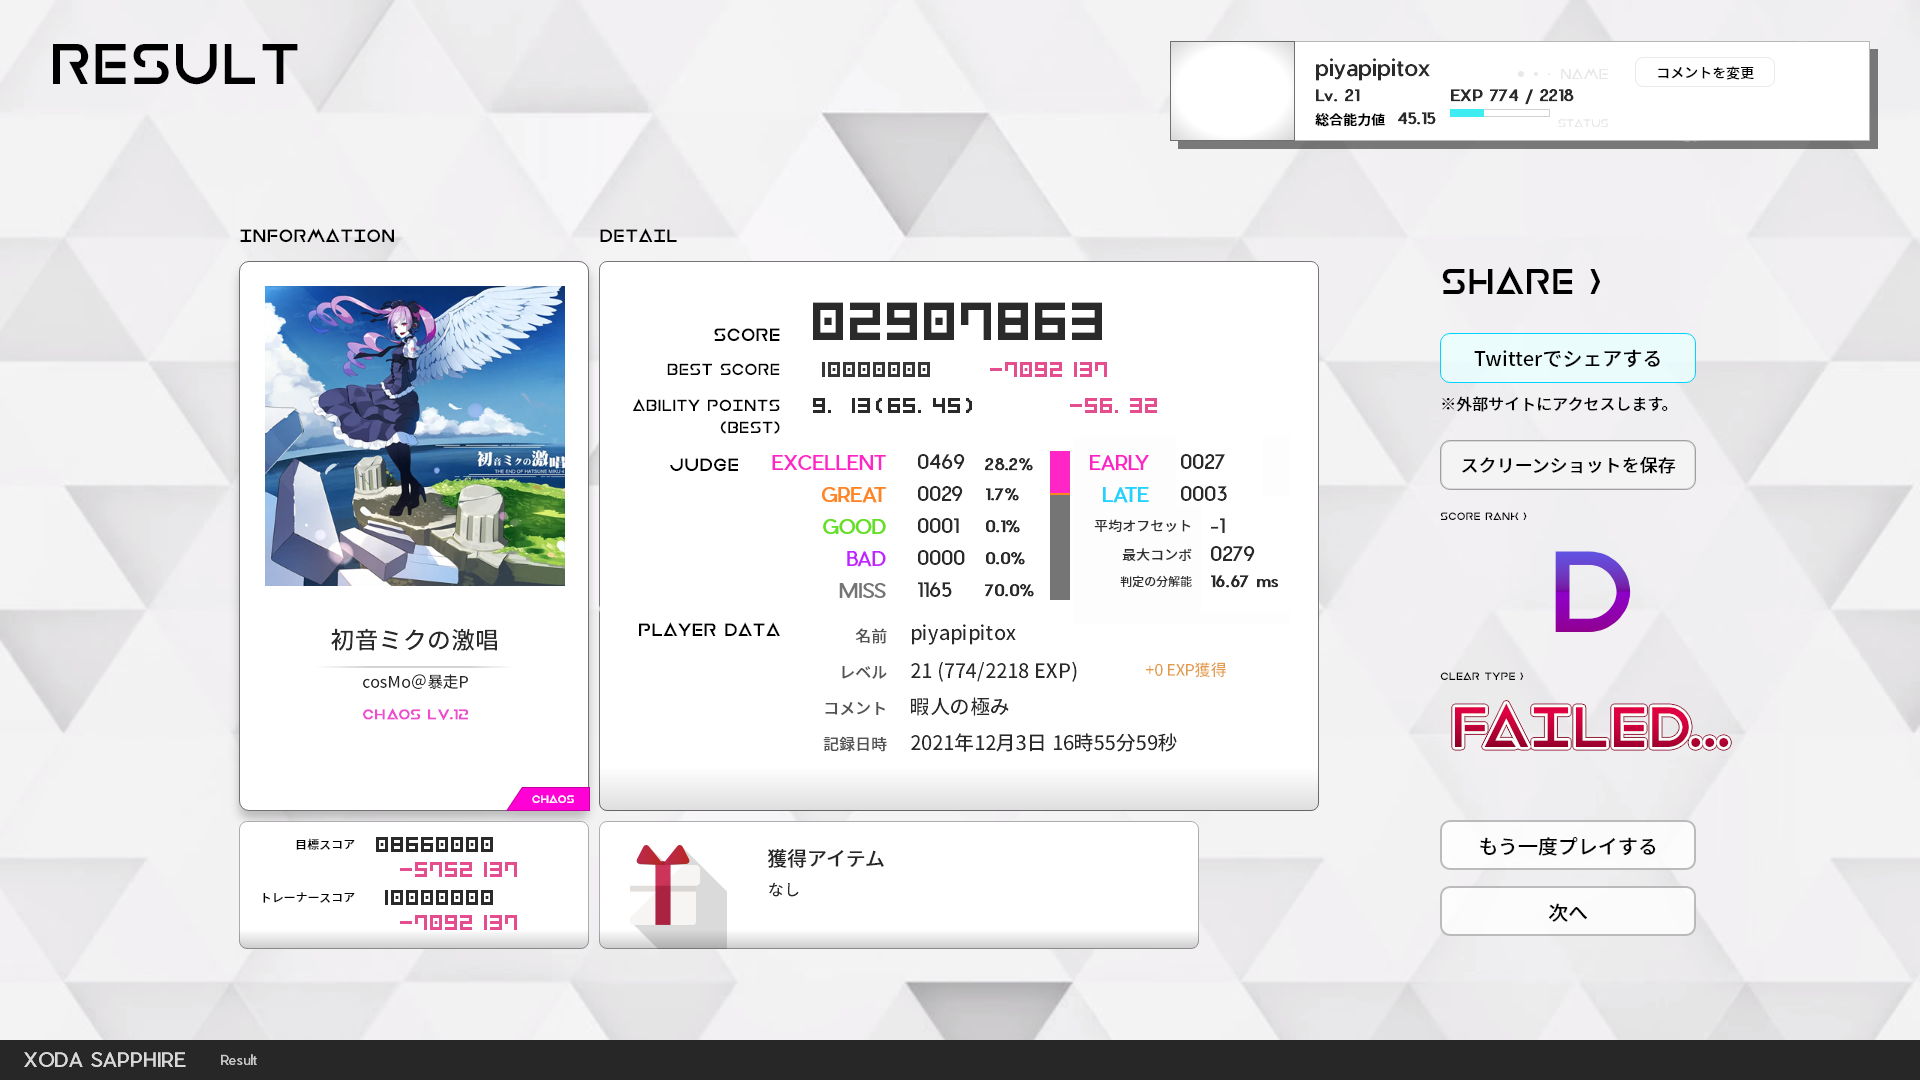 RESULT
piyapipitox
NAME
コメントを変更
Lv. 21
EXP 774 / 2218
総合能力値 45.15
STATUS
INFORMATION
DETAIL
初音ミクの激唱
THE END OF HATSUNE MIKU
初音ミクの激唱
cosMo@暴走P
CHAOS LV.12
CHAOS
SCORE 02907863
BEST SCORE 10000000 -7092137
ABILITY POINTS 9.13(65.45) -56.32
(BEST)
JUDGE EXCELLENT 0469 28.2% EARLY 0027
GREAT 0029 1.7% LATE 0003
GOOD 0001 0.1% 平均オフセット -1
BAD 0000 0.0% 最大コンボ 0279
MISS 1165 70.0% 判定の分解能 16.67 ms
PLAYER DATA 名前 piyapipitox
レベル 21 (774/2218 EXP) +0 EXP獲得
コメント 暇人の極み
記録日時 2021年12月3日 16時55分59秒
目標スコア 08660000
-5752137
トレーナースコア 10000000
-7092137
獲得アイテム
なし
SHARE >
Twitterでシェアする
※外部サイトにアクセスします。
スクリーンショットを保存
SCORE RANK >
D
CLEAR TYPE >
FAILED...
もう一度プレイする
次へ
XODA SAPPHIRE Result